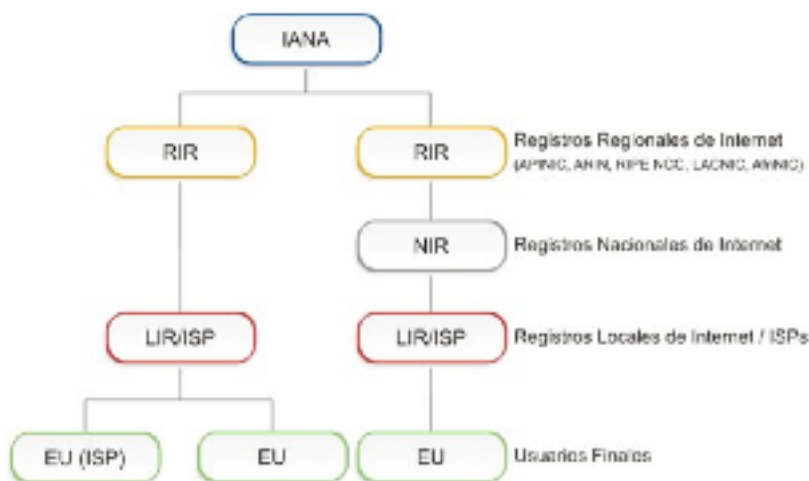 IANA
RIR
RIR
Registros Regionales de Internet
(APNIC, ARIN, RIPE NCC, LACNIC, AfriNIC)
NIR
Registros Nacionales de Internet
LIR/ISP
LIR/ISP
Registros Locales de Internet / ISPs
EU (ISP)
EU
EU
Usuarios Finales